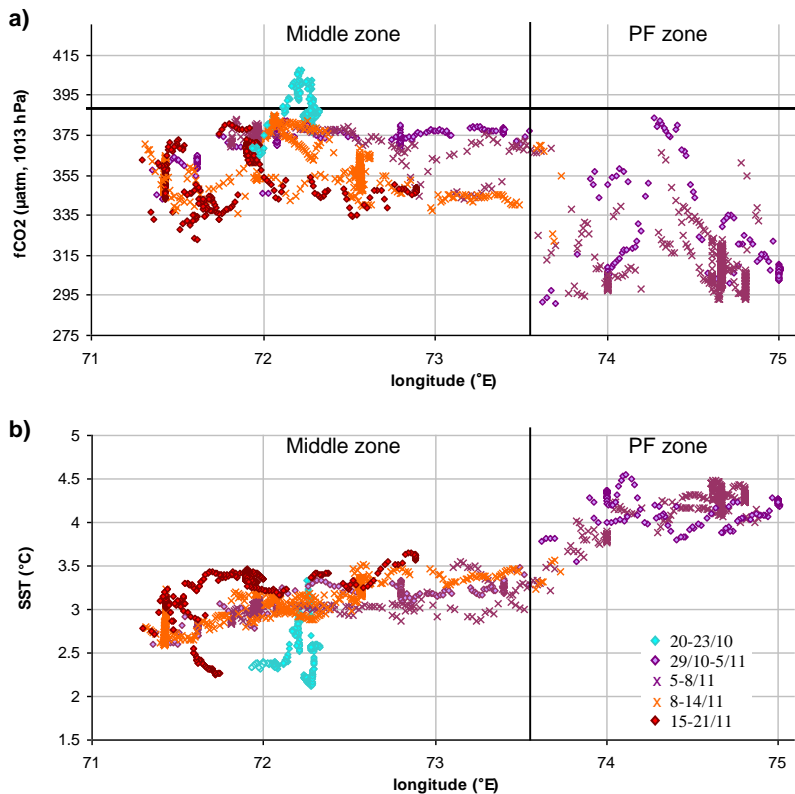 a)
Middle zone PF zone
415
395
375
355
335
315
295
275
fCO2 (µatm, 1013 hPa)
71 72 73 74 75
longitude (˚E)
b)
Middle zone PF zone
5
4.5
4
3.5
3
2.5
2
1.5
SST (°C)
20-23/10
29/10-5/11
5-8/11
8-14/11
15-21/11
71 72 73 74 75
longitude (˚E)